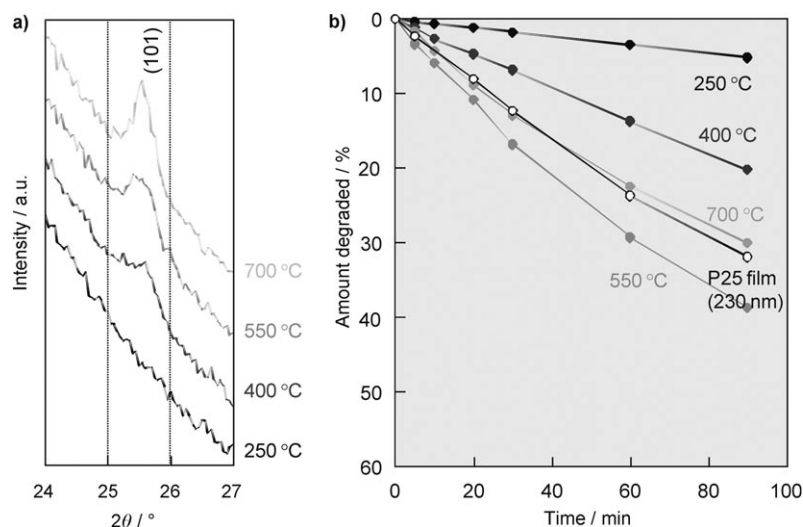 a)
(101)
Intensity / a.u.
700 °C
550 °C
400 °C
250 °C
24 25 26 27
2θ / °
b)
0
10
20
30
40
50
60
Amount degraded / %
250 °C
400 °C
700 °C
550 °C
P25 film
(230 nm)
0 20 40 60 80 100
Time / min